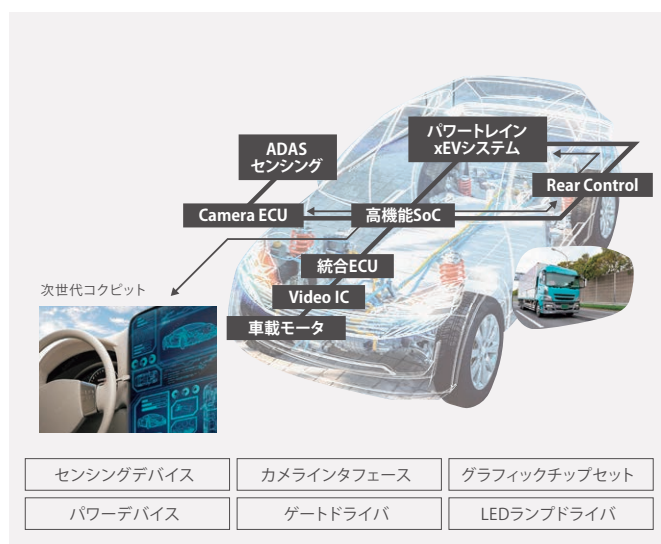 パワートレイン
xEVシステム
ADAS
センシング
Rear Control
Camera ECU
高機能SoC
統合ECU
Video IC
車載モータ
次世代コクピット
センシングデバイス
カメラインタフェース
グラフィックチップセット
パワーデバイス
ゲートドライバ
LEDランプドライバ